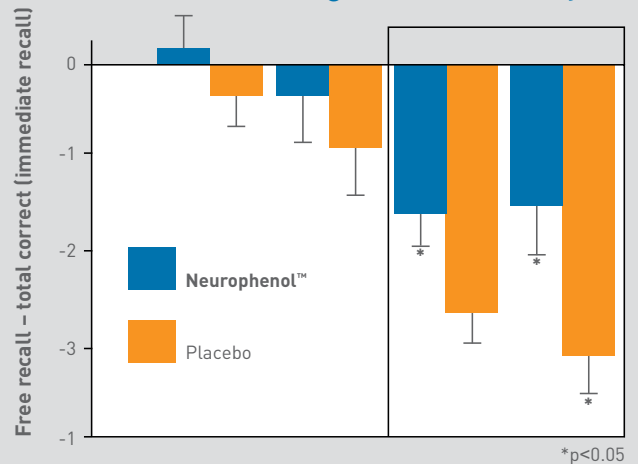 Free recall – total correct (immediate recall)
0
-1
-2
-3
-1
Neurophenol™
Placebo
*
*
*
*p<0.05